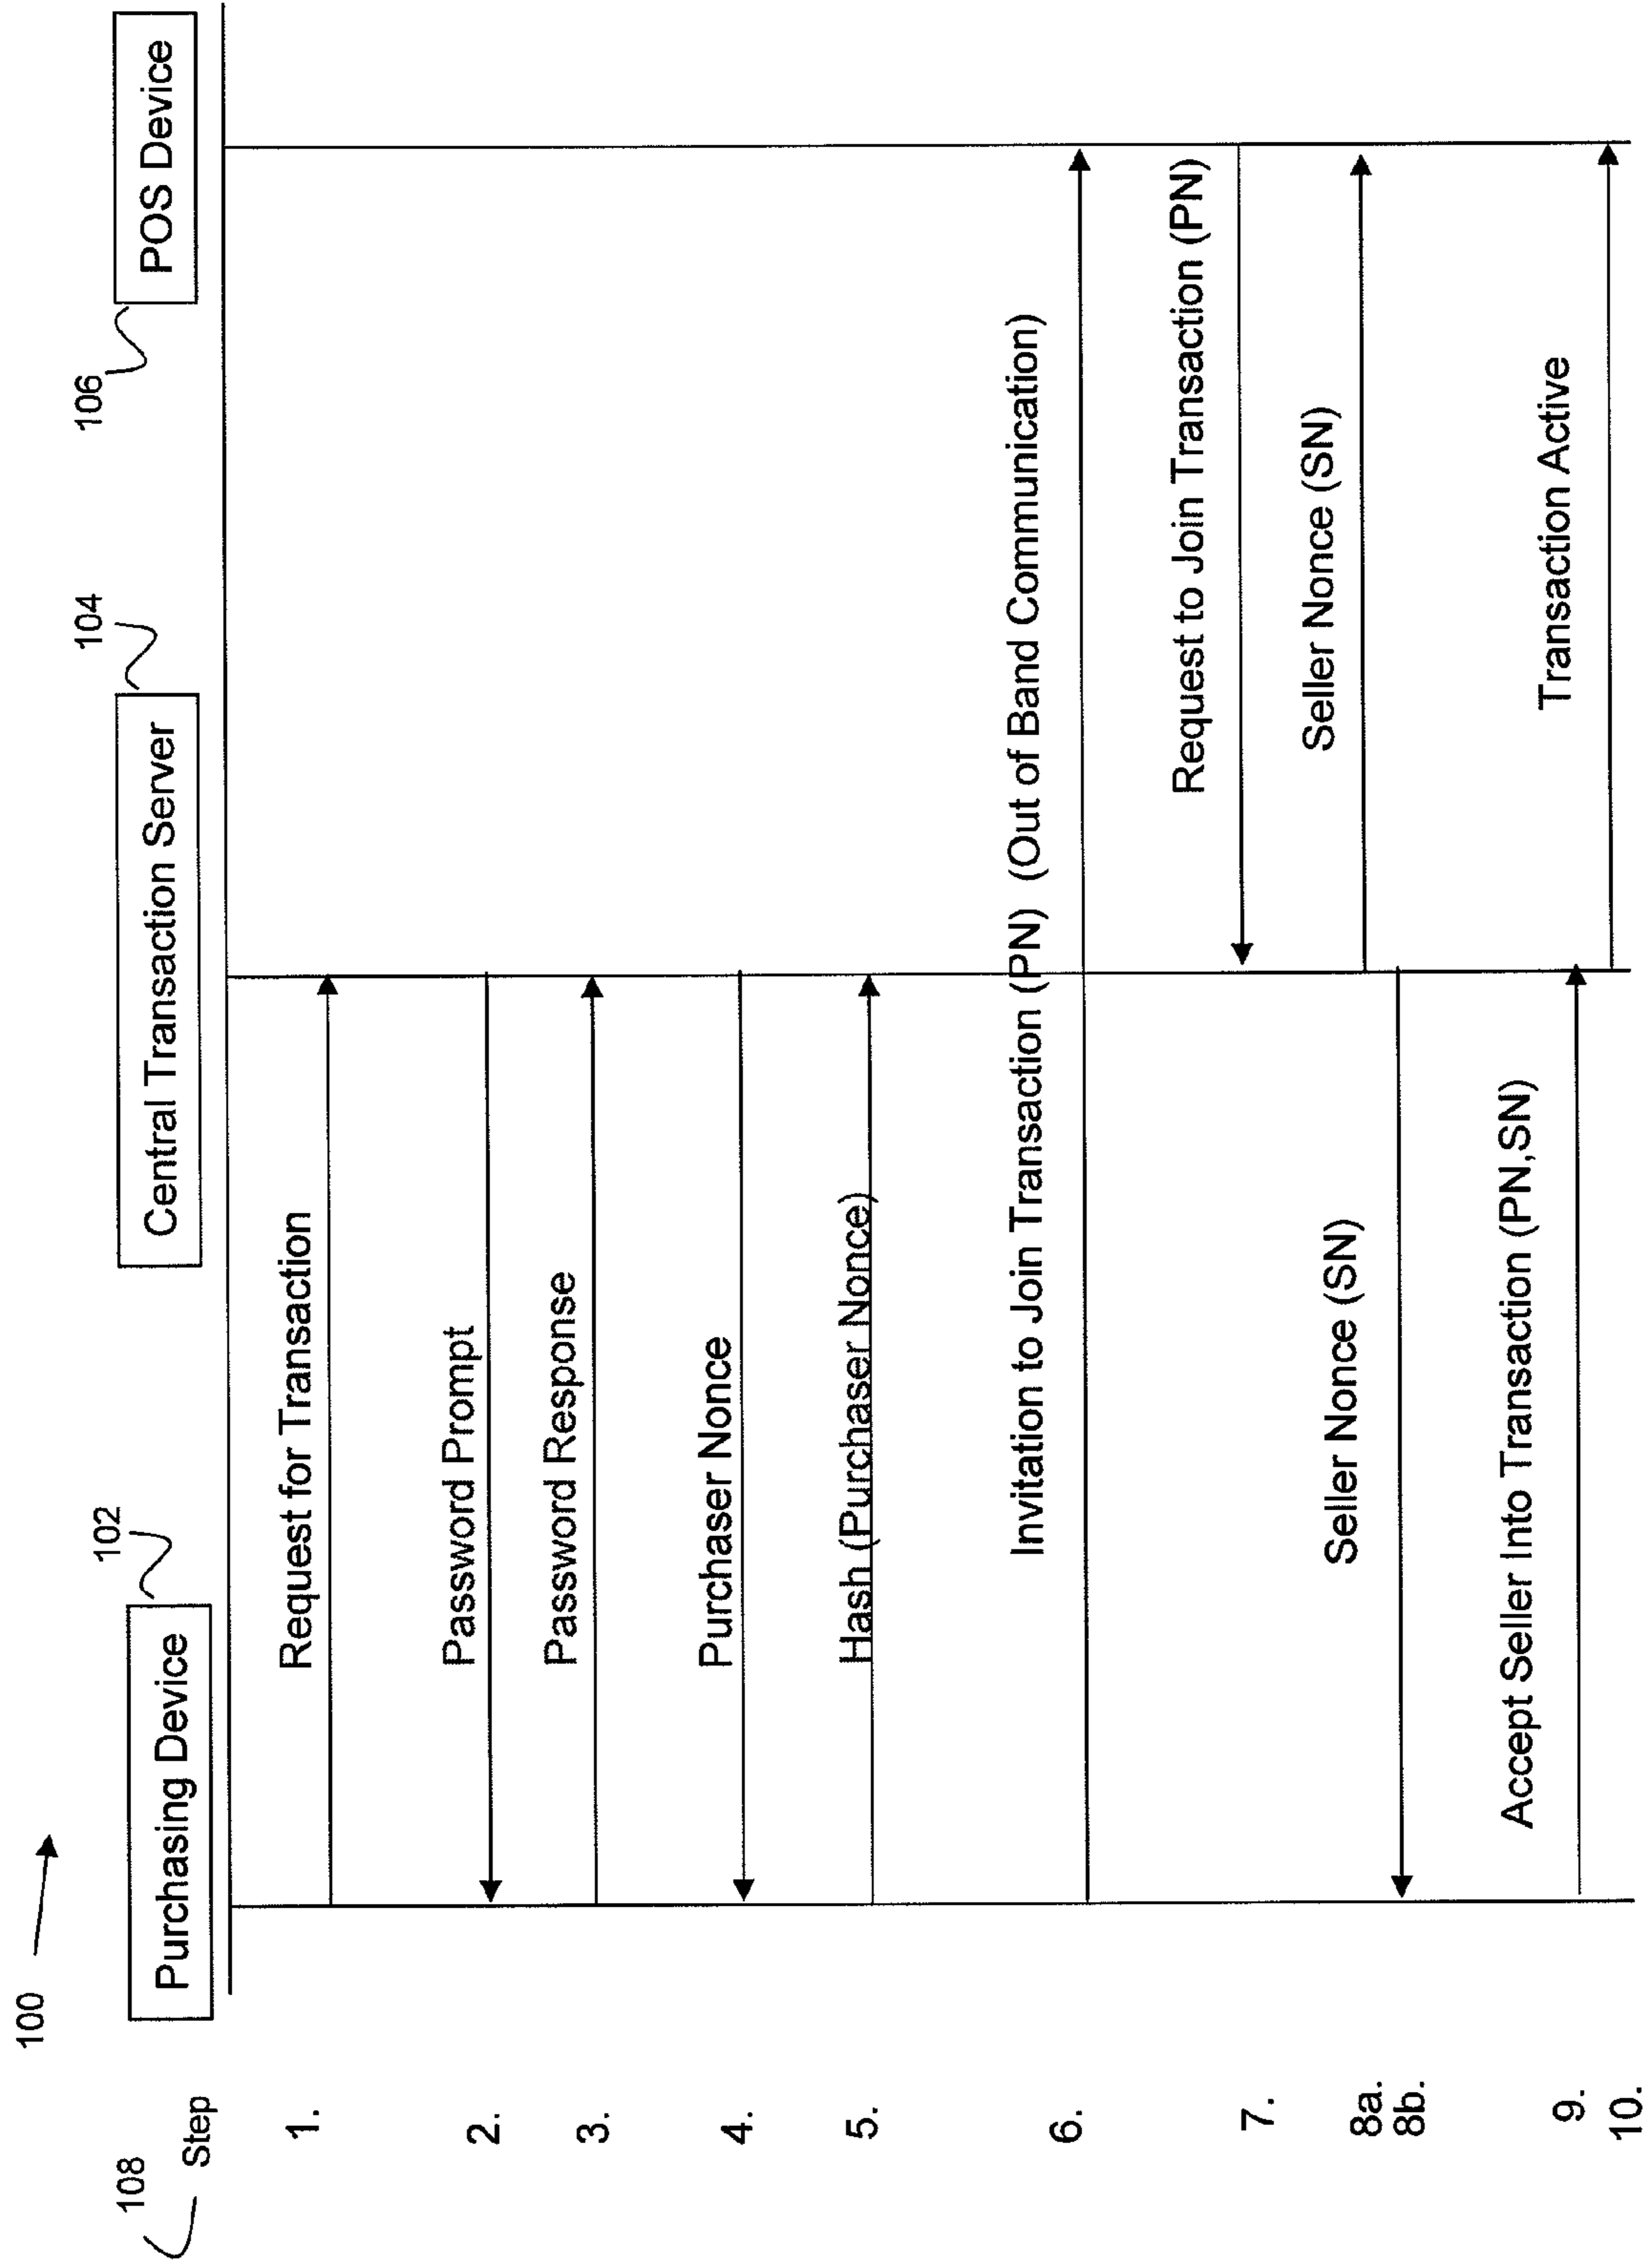 100
108
Step
Purchasing Device
102
Central Transaction Server
104
POS Device
106
1.
Request for Transaction
2.
Password Prompt
3.
Password Response
4.
Purchaser Nonce
5.
Hash (Purchaser Nonce)
6.
Invitation to Join Transaction (PN) (Out of Band Communication)
7.
Request to Join Transaction (PN)
8a.
Seller Nonce (SN)
8b.
Seller Nonce (SN)
9.
Accept Seller Into Transaction (PN,SN)
10.
Transaction Active